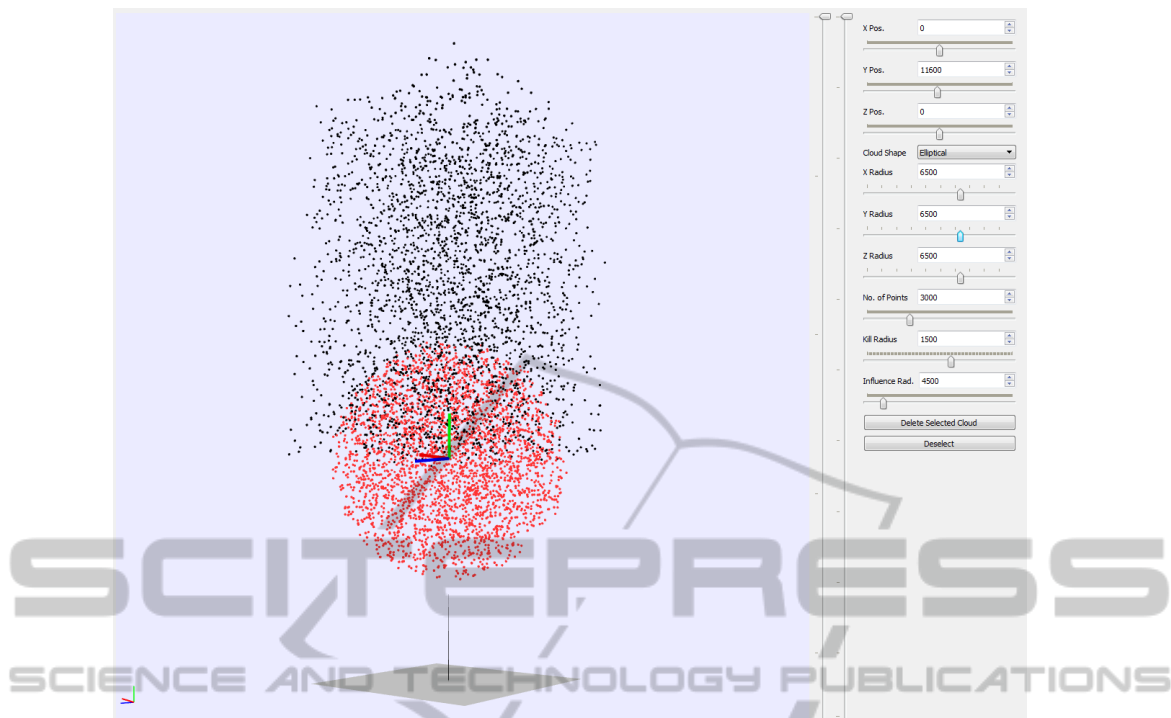 X Pos. 0
Y Pos. 11600
Z Pos. 0
Cloud Shape Elliptical
X Radius 6500
Y Radius 6500
Z Radius 6500
No. of Points 3000
Kill Radius 1500
Influence Rad. 4500
Delete Selected Cloud
Deselect
SCITEPRESS
SCIENCE AND TECHNOLOGY PUBLICATIONS